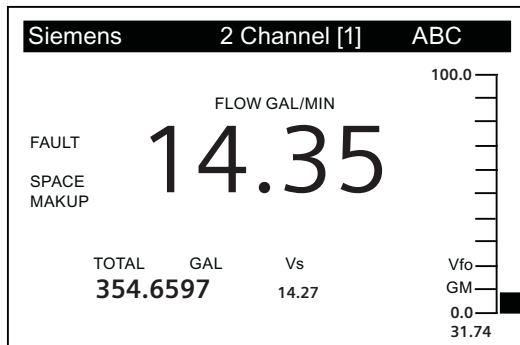 Siemens 2 Channel [1] ABC
100.0
FLOW GAL/MIN
14.35
FAULT
SPACE
MAKUP
TOTAL GAL Vs
354.6597 14.27
Vfo
GM
0.0
31.74